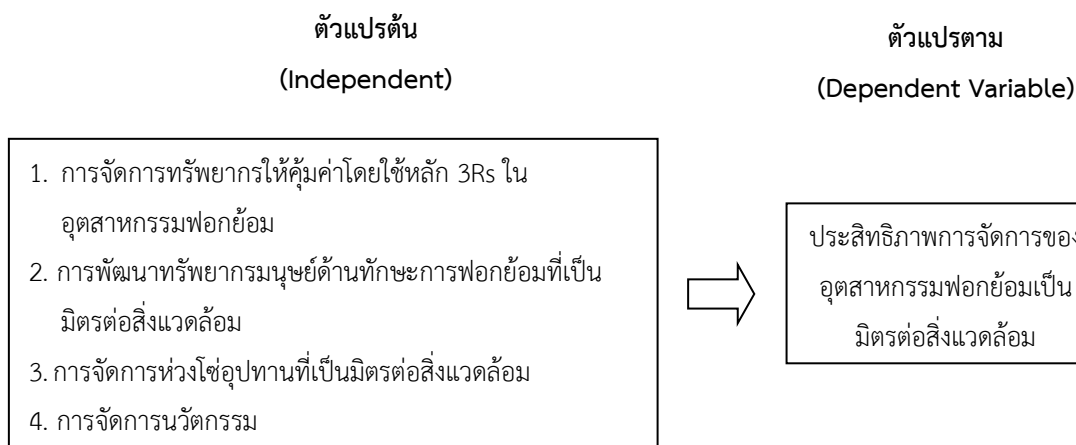 ตัวแปรต้น
(Independent)
ตัวแปรตาม
(Dependent Variable)
1. การจัดการทรัพยากรให้คุ้มค่าโดยใช้หลัก 3Rs ใน
อุตสาหกรรมฟอกย้อม
2. การพัฒนาทรัพยากรมนุษย์ด้านทักษะการฟอกย้อมที่เป็น
มิตรต่อสิ่งแวดล้อม
3. การจัดการห่วงโซ่อุปทานที่เป็นมิตรต่อสิ่งแวดล้อม
4. การจัดการนวัตกรรม
ประสิทธิภาพการจัดการของ
อุตสาหกรรมฟอกย้อมเป็น
มิตรต่อสิ่งแวดล้อม